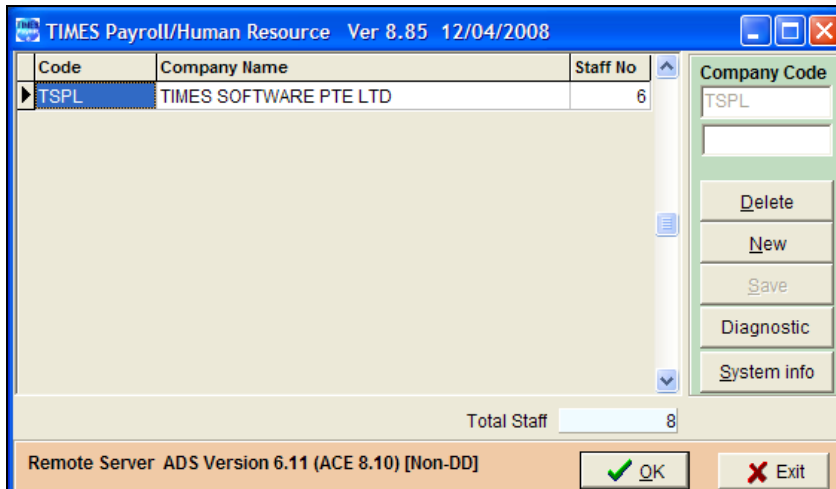 TIMES Payroll/Human Resource Ver 8.85 12/04/2008
Code Company Name Staff No
TSPL TIMES SOFTWARE PTE LTD 6
Company Code
TSPL
Delete
New
Save
Diagnostic
System info
Total Staff 8
Remote Server ADS Version 6.11 (ACE 8.10) [Non-DD]
OK
Exit